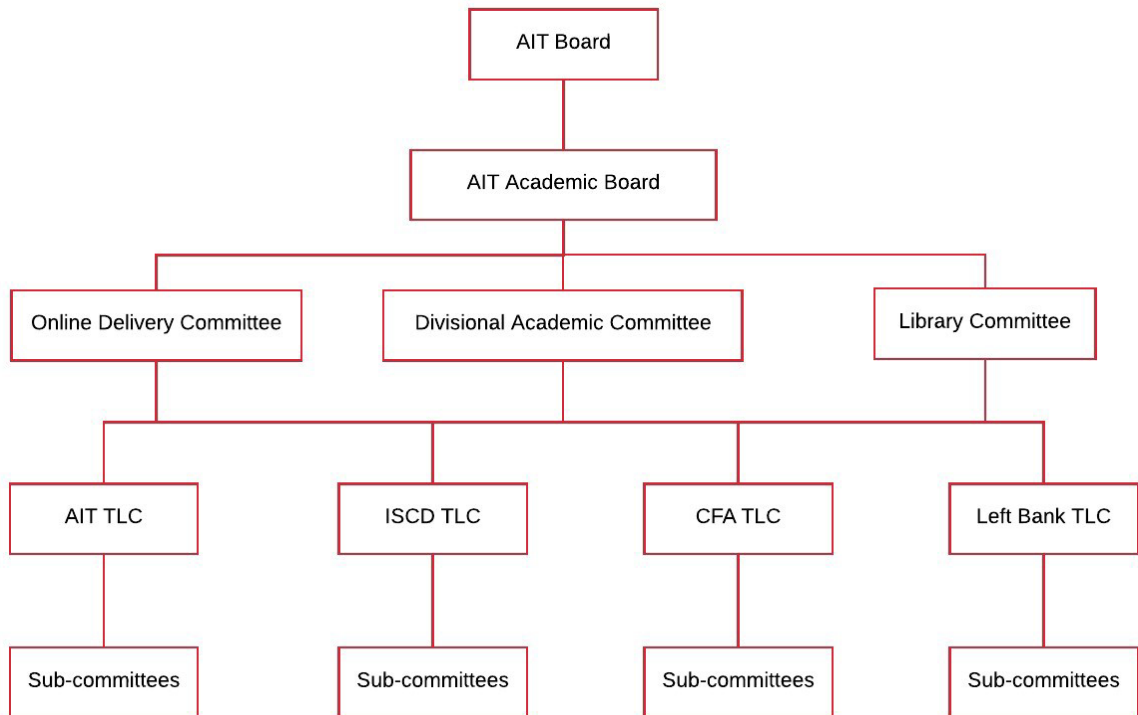 AIT Board
AIT Academic Board
Online Delivery Committee
Divisional Academic Committee
Library Committee
AIT TLC
ISCD TLC
CFA TLC
Left Bank TLC
Sub-committees
Sub-committees
Sub-committees
Sub-committees